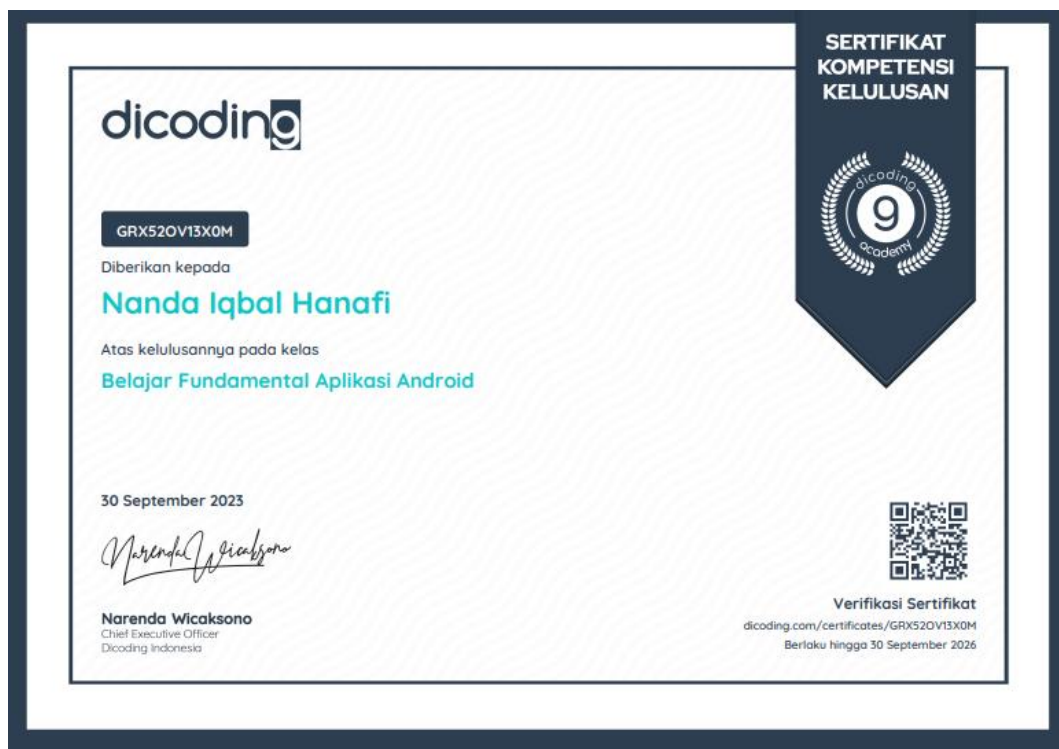 SERTIFIKAT
KOMPETENSI
KELULUSAN
dicoding
dicoding
9
academy
GRX52OV13X0M
Diberikan kepada
Nanda Iqbal Hanafi
Atas kelulusannya pada kelas
Belajar Fundamental Aplikasi Android
30 September 2023
Narenda Wicaksono
Narenda Wicaksono
Chief Executive Officer
Dicoding Indonesia
Verifikasi Sertifikat
dicoding.com/certificates/GRX52OV13X0M
Berlaku hingga 30 September 2026